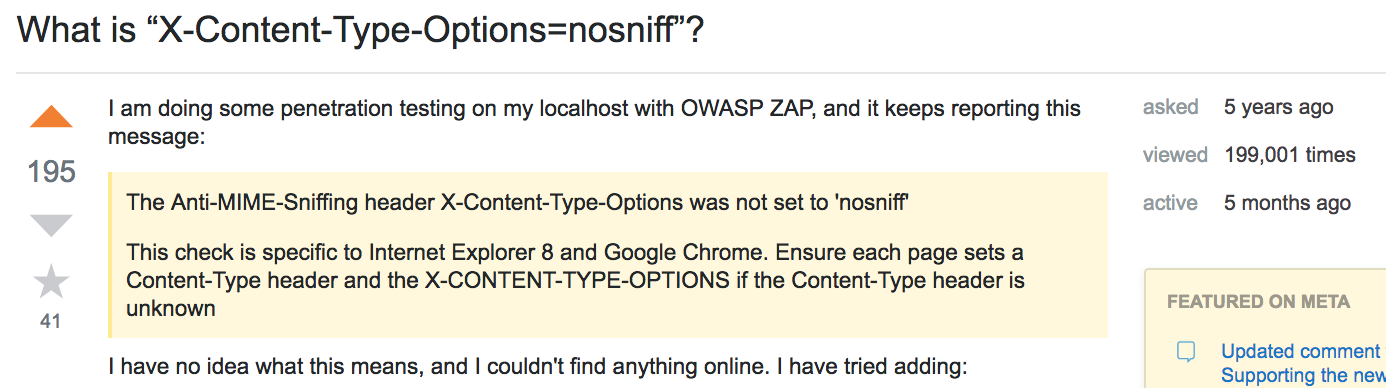 What is “X-Content-Type-Options=nosniff”?
I am doing some penetration testing on my localhost with OWASP ZAP, and it keeps reporting this
message:
195
The Anti-MIME-Sniffing header X-Content-Type-Options was not set to 'nosniff'
This check is specific to Internet Explorer 8 and Google Chrome. Ensure each page sets a
Content-Type header and the X-CONTENT-TYPE-OPTIONS if the Content-Type header is
unknown
41
I have no idea what this means, and I couldn't find anything online. I have tried adding:
asked 5 years ago
viewed 199,001 times
active 5 months ago
FEATURED ON META
Updated comment
Supporting the new